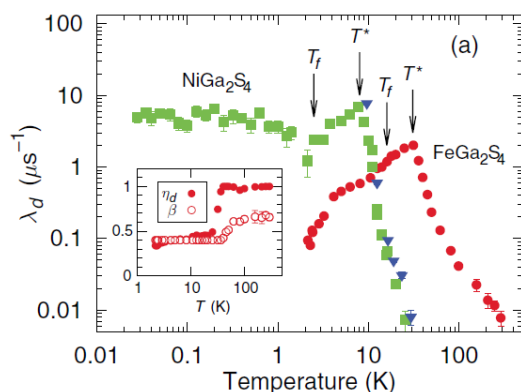 (a)
T_f T* T*
NiGa₂S₄ T_f
FeGa₂S₄
λ_d (μs⁻¹)
100
10
1
0.1
0.01
η_d
β
1
0.5
0
1 10 100
T (K)
0.01 0.1 1 10 100
Temperature (K)